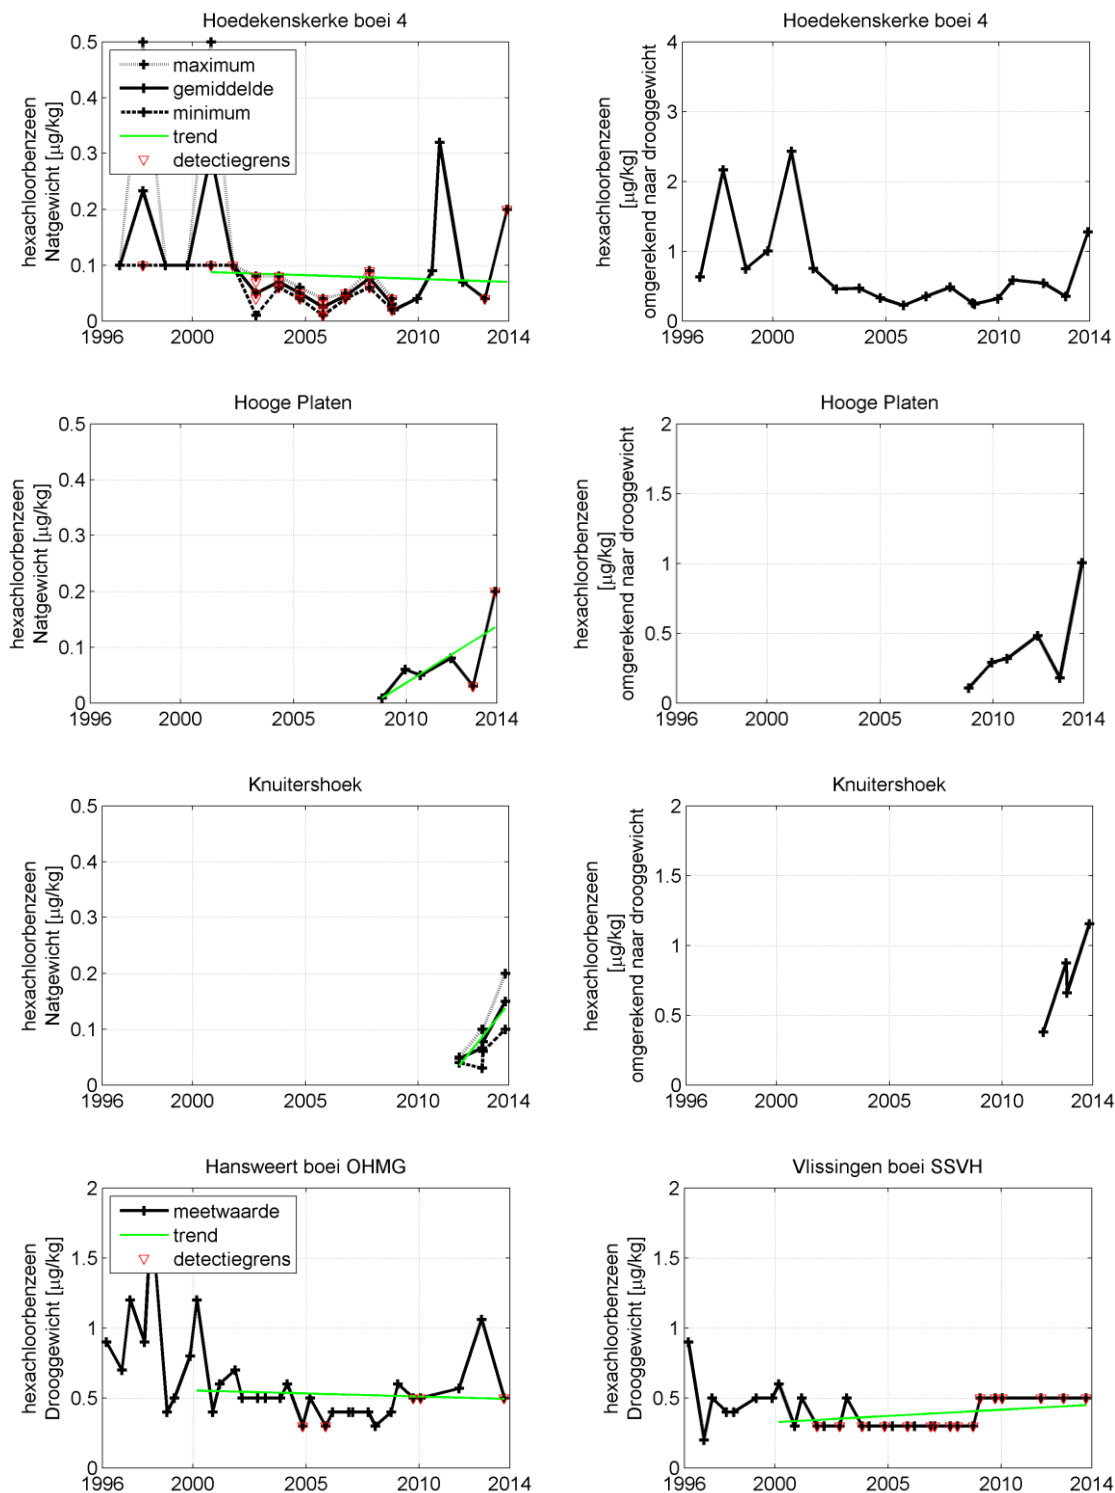 Hoedekenskerke boei 4
hexachloorbenzeen
Natgewicht [µg/kg]
0.5
0.4
0.3
0.2
0.1
0
1996
2000
2005
2010
2014
maximum
gemiddelde
minimum
trend
detectiegrens
Hoedekenskerke boei 4
hexachloorbenzeen
[µg/kg]
omgerekend naar drooggewicht
4
3
2
1
0
1996
2000
2005
2010
2014
Hooge Platen
hexachloorbenzeen
Natgewicht [µg/kg]
0.5
0.4
0.3
0.2
0.1
0
1996
2000
2005
2010
2014
Hooge Platen
hexachloorbenzeen
[µg/kg]
omgerekend naar drooggewicht
2
1.5
1
0.5
0
1996
2000
2005
2010
2014
Knuitershoek
hexachloorbenzeen
Natgewicht [µg/kg]
0.5
0.4
0.3
0.2
0.1
0
1996
2000
2005
2010
2014
Knuitershoek
hexachloorbenzeen
[µg/kg]
omgerekend naar drooggewicht
2
1.5
1
0.5
0
1996
2000
2005
2010
2014
Hansweert boei OHMG
hexachloorbenzeen
Drooggewicht [µg/kg]
2
1.5
1
0.5
0
1996
2000
2005
2010
2014
meetwaarde
trend
detectiegrens
Vlissingen boei SSVH
hexachloorbenzeen
Drooggewicht [µg/kg]
2
1.5
1
0.5
0
1996
2000
2005
2010
2014